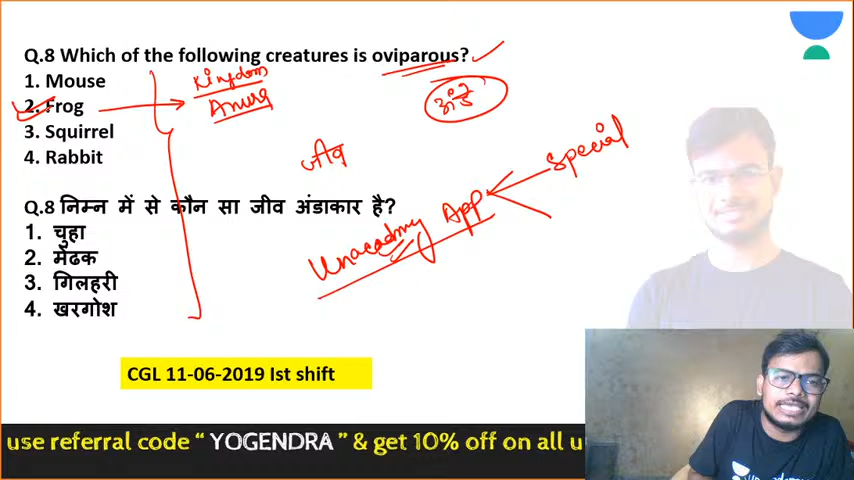 Q.8 Which of the following creatures is oviparous?
1. Mouse
Kingdom
2. Frog
Anura
अंडे
3. Squirrel
4. Rabbit
जीव
Special
Unacademy App
Q.8 निम्न में से कौन सा जीव अंडाकार है?
1. चुहा
2. मेंढक
3. गिलहरी
4. खरगोश
CGL 11-06-2019 Ist shift
use referral code “ YOGENDRA ” & get 10% off on all u